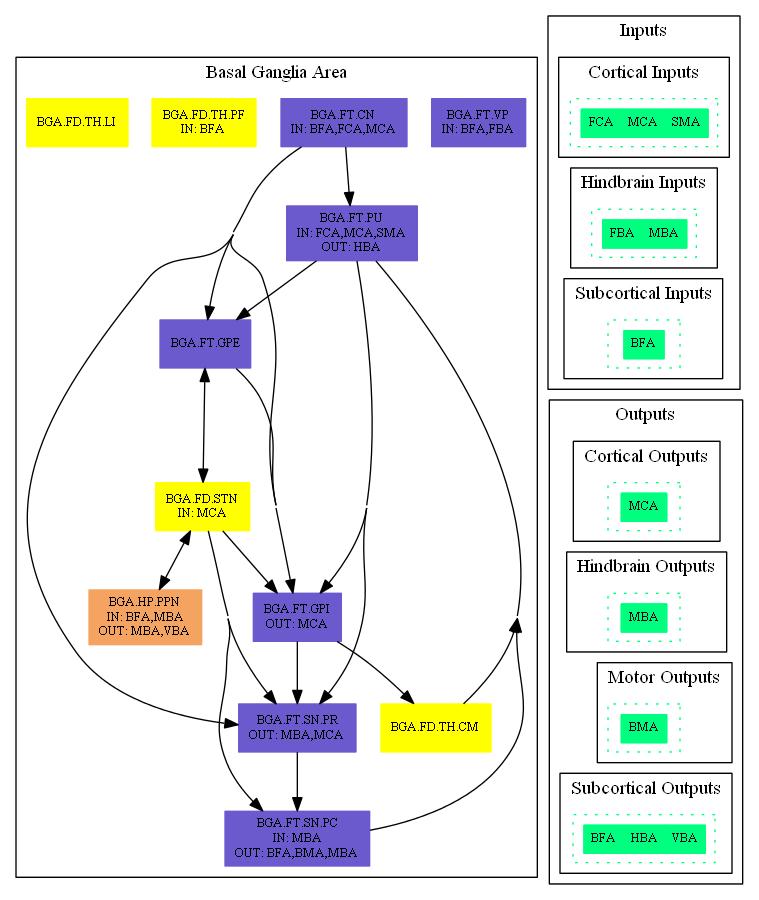 Basal Ganglia Area
BGA.FD.TH.LI
BGA.FD.TH.PF
IN: BFA
BGA.FT.CN
IN: BFA,FCA,MCA
BGA.FT.VP
IN: BFA,FBA
BGA.FT.PU
IN: FCA,MCA,SMA
OUT: HBA
BGA.FT.GPE
BGA.FD.STN
IN: MCA
BGA.HP.PPN
IN: BFA,MBA
OUT: MBA,VBA
BGA.FT.GPI
OUT: MCA
BGA.FT.SN.PR
OUT: MBA,MCA
BGA.FD.TH.CM
BGA.FT.SN.PC
IN: MBA
OUT: BFA,BMA,MBA
Inputs
Cortical Inputs
FCA MCA SMA
Hindbrain Inputs
FBA MBA
Subcortical Inputs
BFA
Outputs
Cortical Outputs
MCA
Hindbrain Outputs
MBA
Motor Outputs
BMA
Subcortical Outputs
BFA HBA VBA